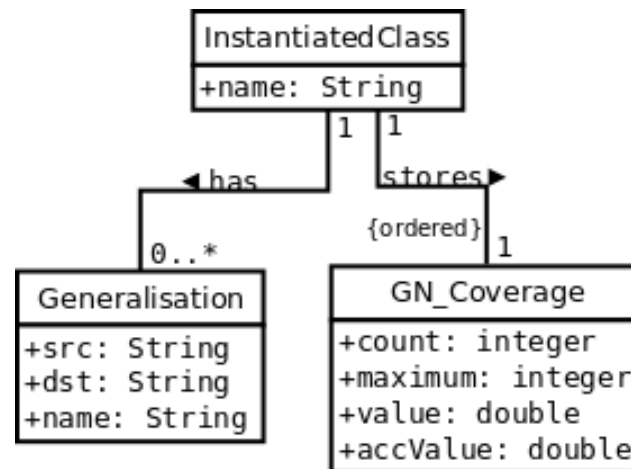 InstantiatedClass
+name: String
1
1
◄ has
stores►
{ordered}
0..*
1
Generalisation
+src: String
+dst: String
+name: String
GN_Coverage
+count: integer
+maximum: integer
+value: double
+accValue: double